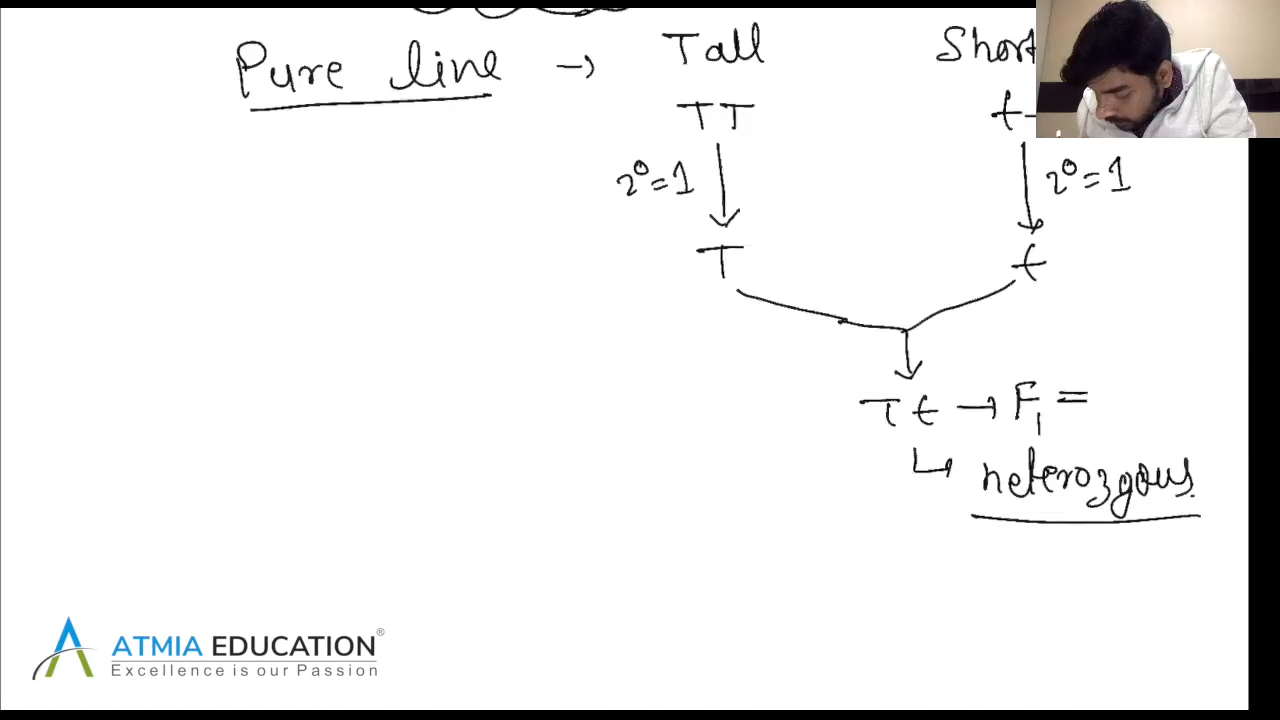 Pure line → Tall Short
TT t
2⁰=1 2⁰=1
T t
Tt → F₁ =
heterozgous.
ATMIA EDUCATION®
Excellence is our Passion